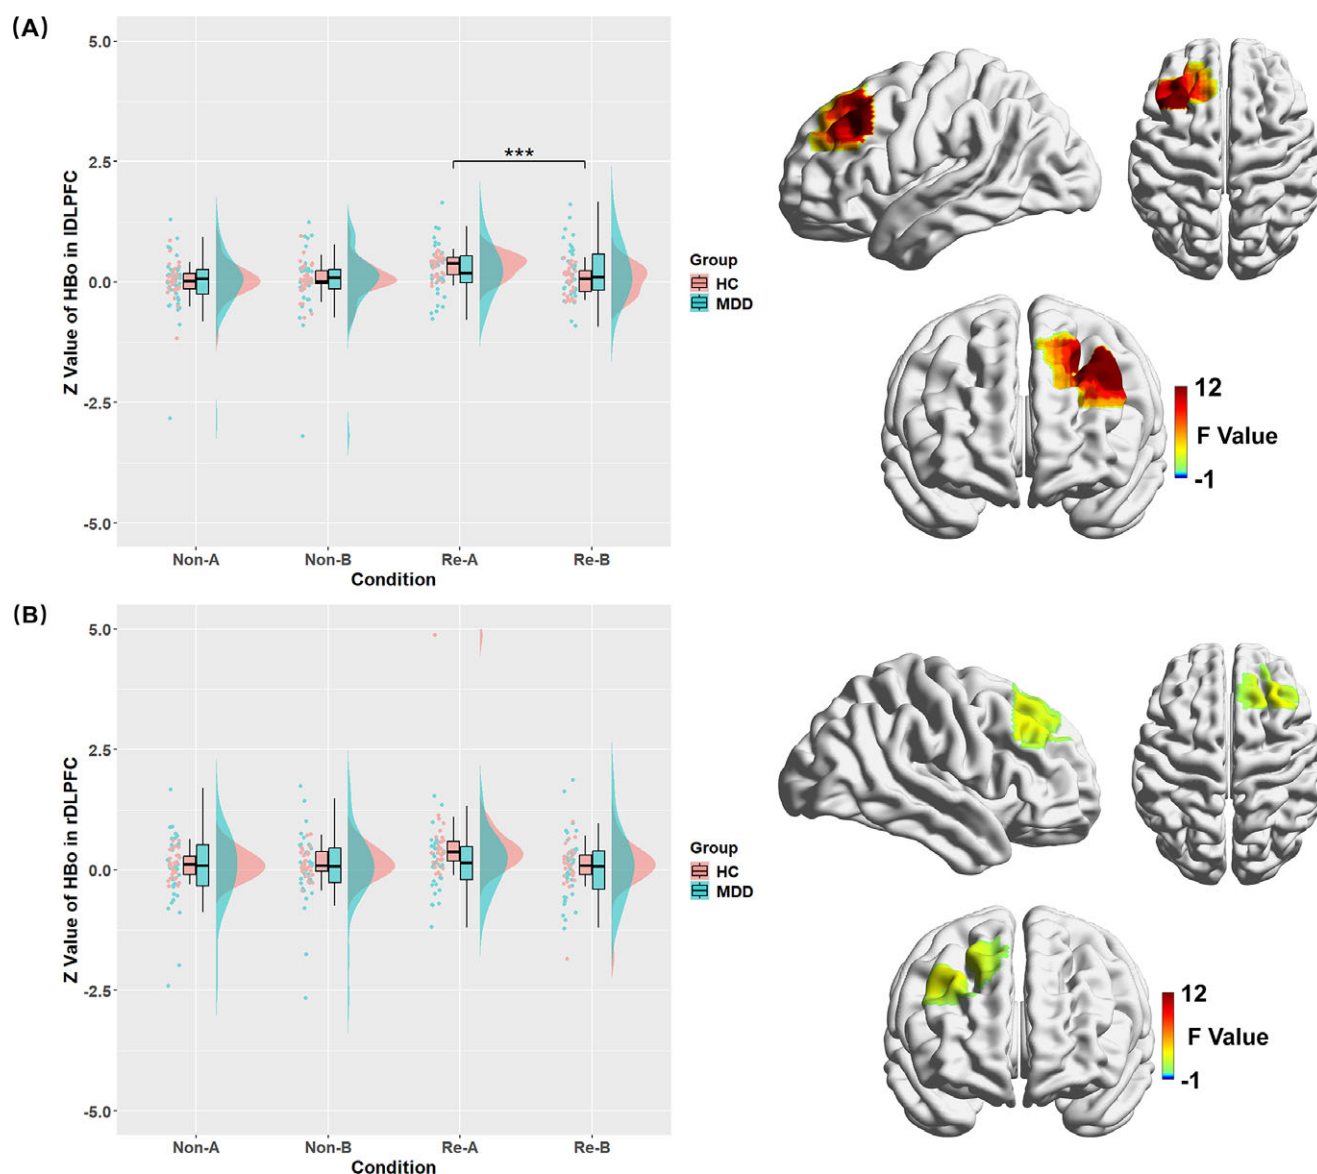 (A)
Z Value of HBo in lDLPFC
5.0
2.5
0.0
-2.5
-5.0
***
Non-A
Non-B
Re-A
Re-B
Condition
Group
HC
MDD
12
F Value
-1
(B)
Z Value of HBo in rDLPFC
5.0
2.5
0.0
-2.5
-5.0
Non-A
Non-B
Re-A
Re-B
Condition
Group
HC
MDD
12
F Value
-1